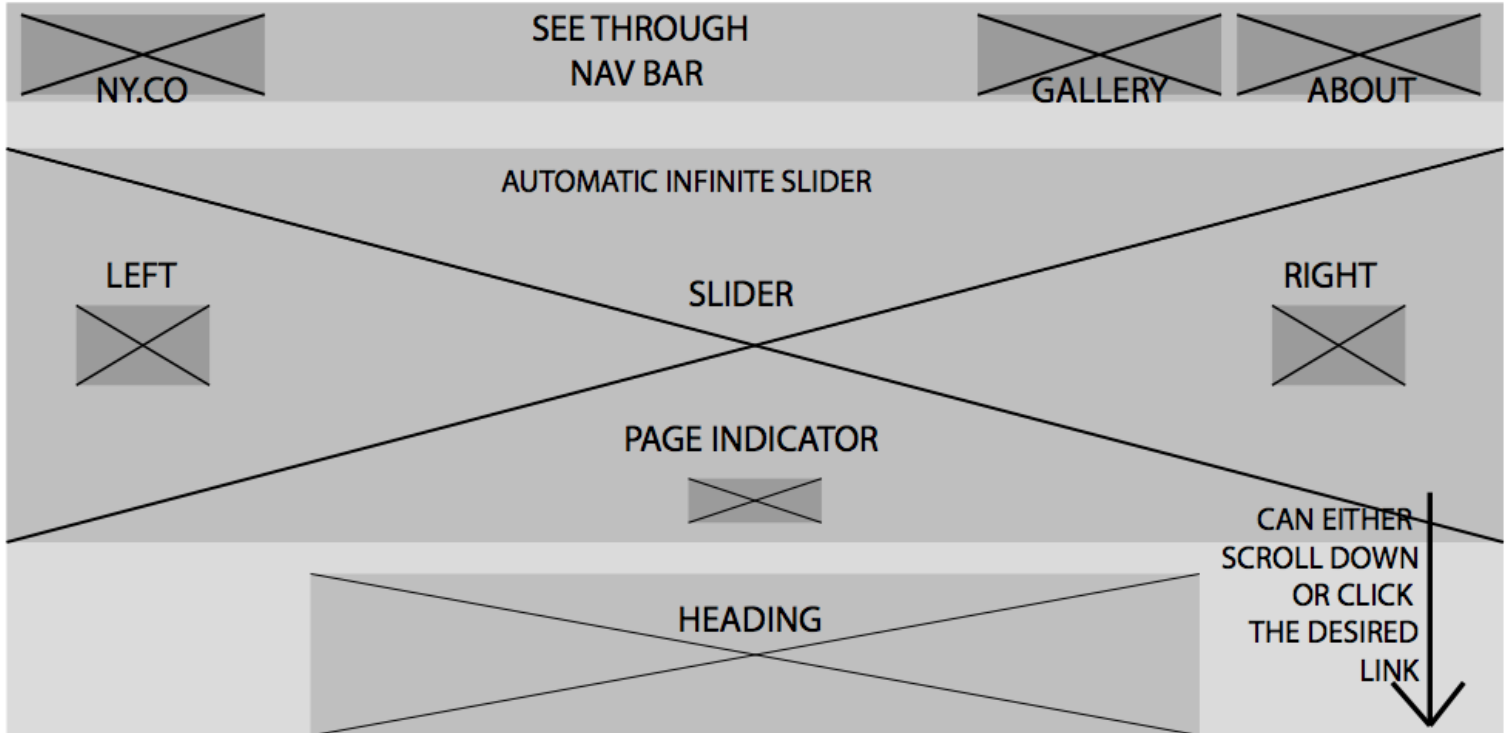 SEE THROUGH
NAV BAR
NY.CO
GALLERY
ABOUT
AUTOMATIC INFINITE SLIDER
LEFT
SLIDER
RIGHT
PAGE INDICATOR
CAN EITHER
SCROLL DOWN
OR CLICK
THE DESIRED
LINK
HEADING